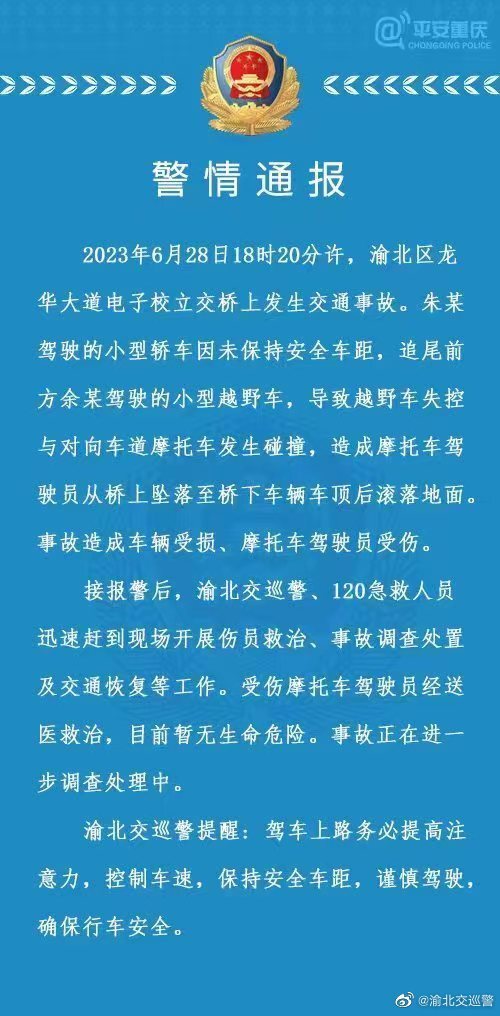 平安重庆
CHONGQING POLICE
警情通报
2023年6月28日18时20分许，渝北区龙
华大道电子校立交桥上发生交通事故。朱某
驾驶的小型轿车因未保持安全车距，追尾前
方余某驾驶的小型越野车，导致越野车失控
与对向车道摩托车发生碰撞，造成摩托车驾
驶员从桥上坠落至桥下车辆车顶后滚落地面。
事故造成车辆受损、摩托车驾驶员受伤。
接报警后，渝北交巡警、120急救人员
迅速赶到现场开展伤员救治、事故调查处置
及交通恢复等工作。受伤摩托车驾驶员经送
医救治，目前暂无生命危险。事故正在进一
步调查处理中。
渝北交巡警提醒：驾车上路务必提高注
意力，控制车速，保持安全车距，谨慎驾驶，
确保行车安全。
@渝北交巡警